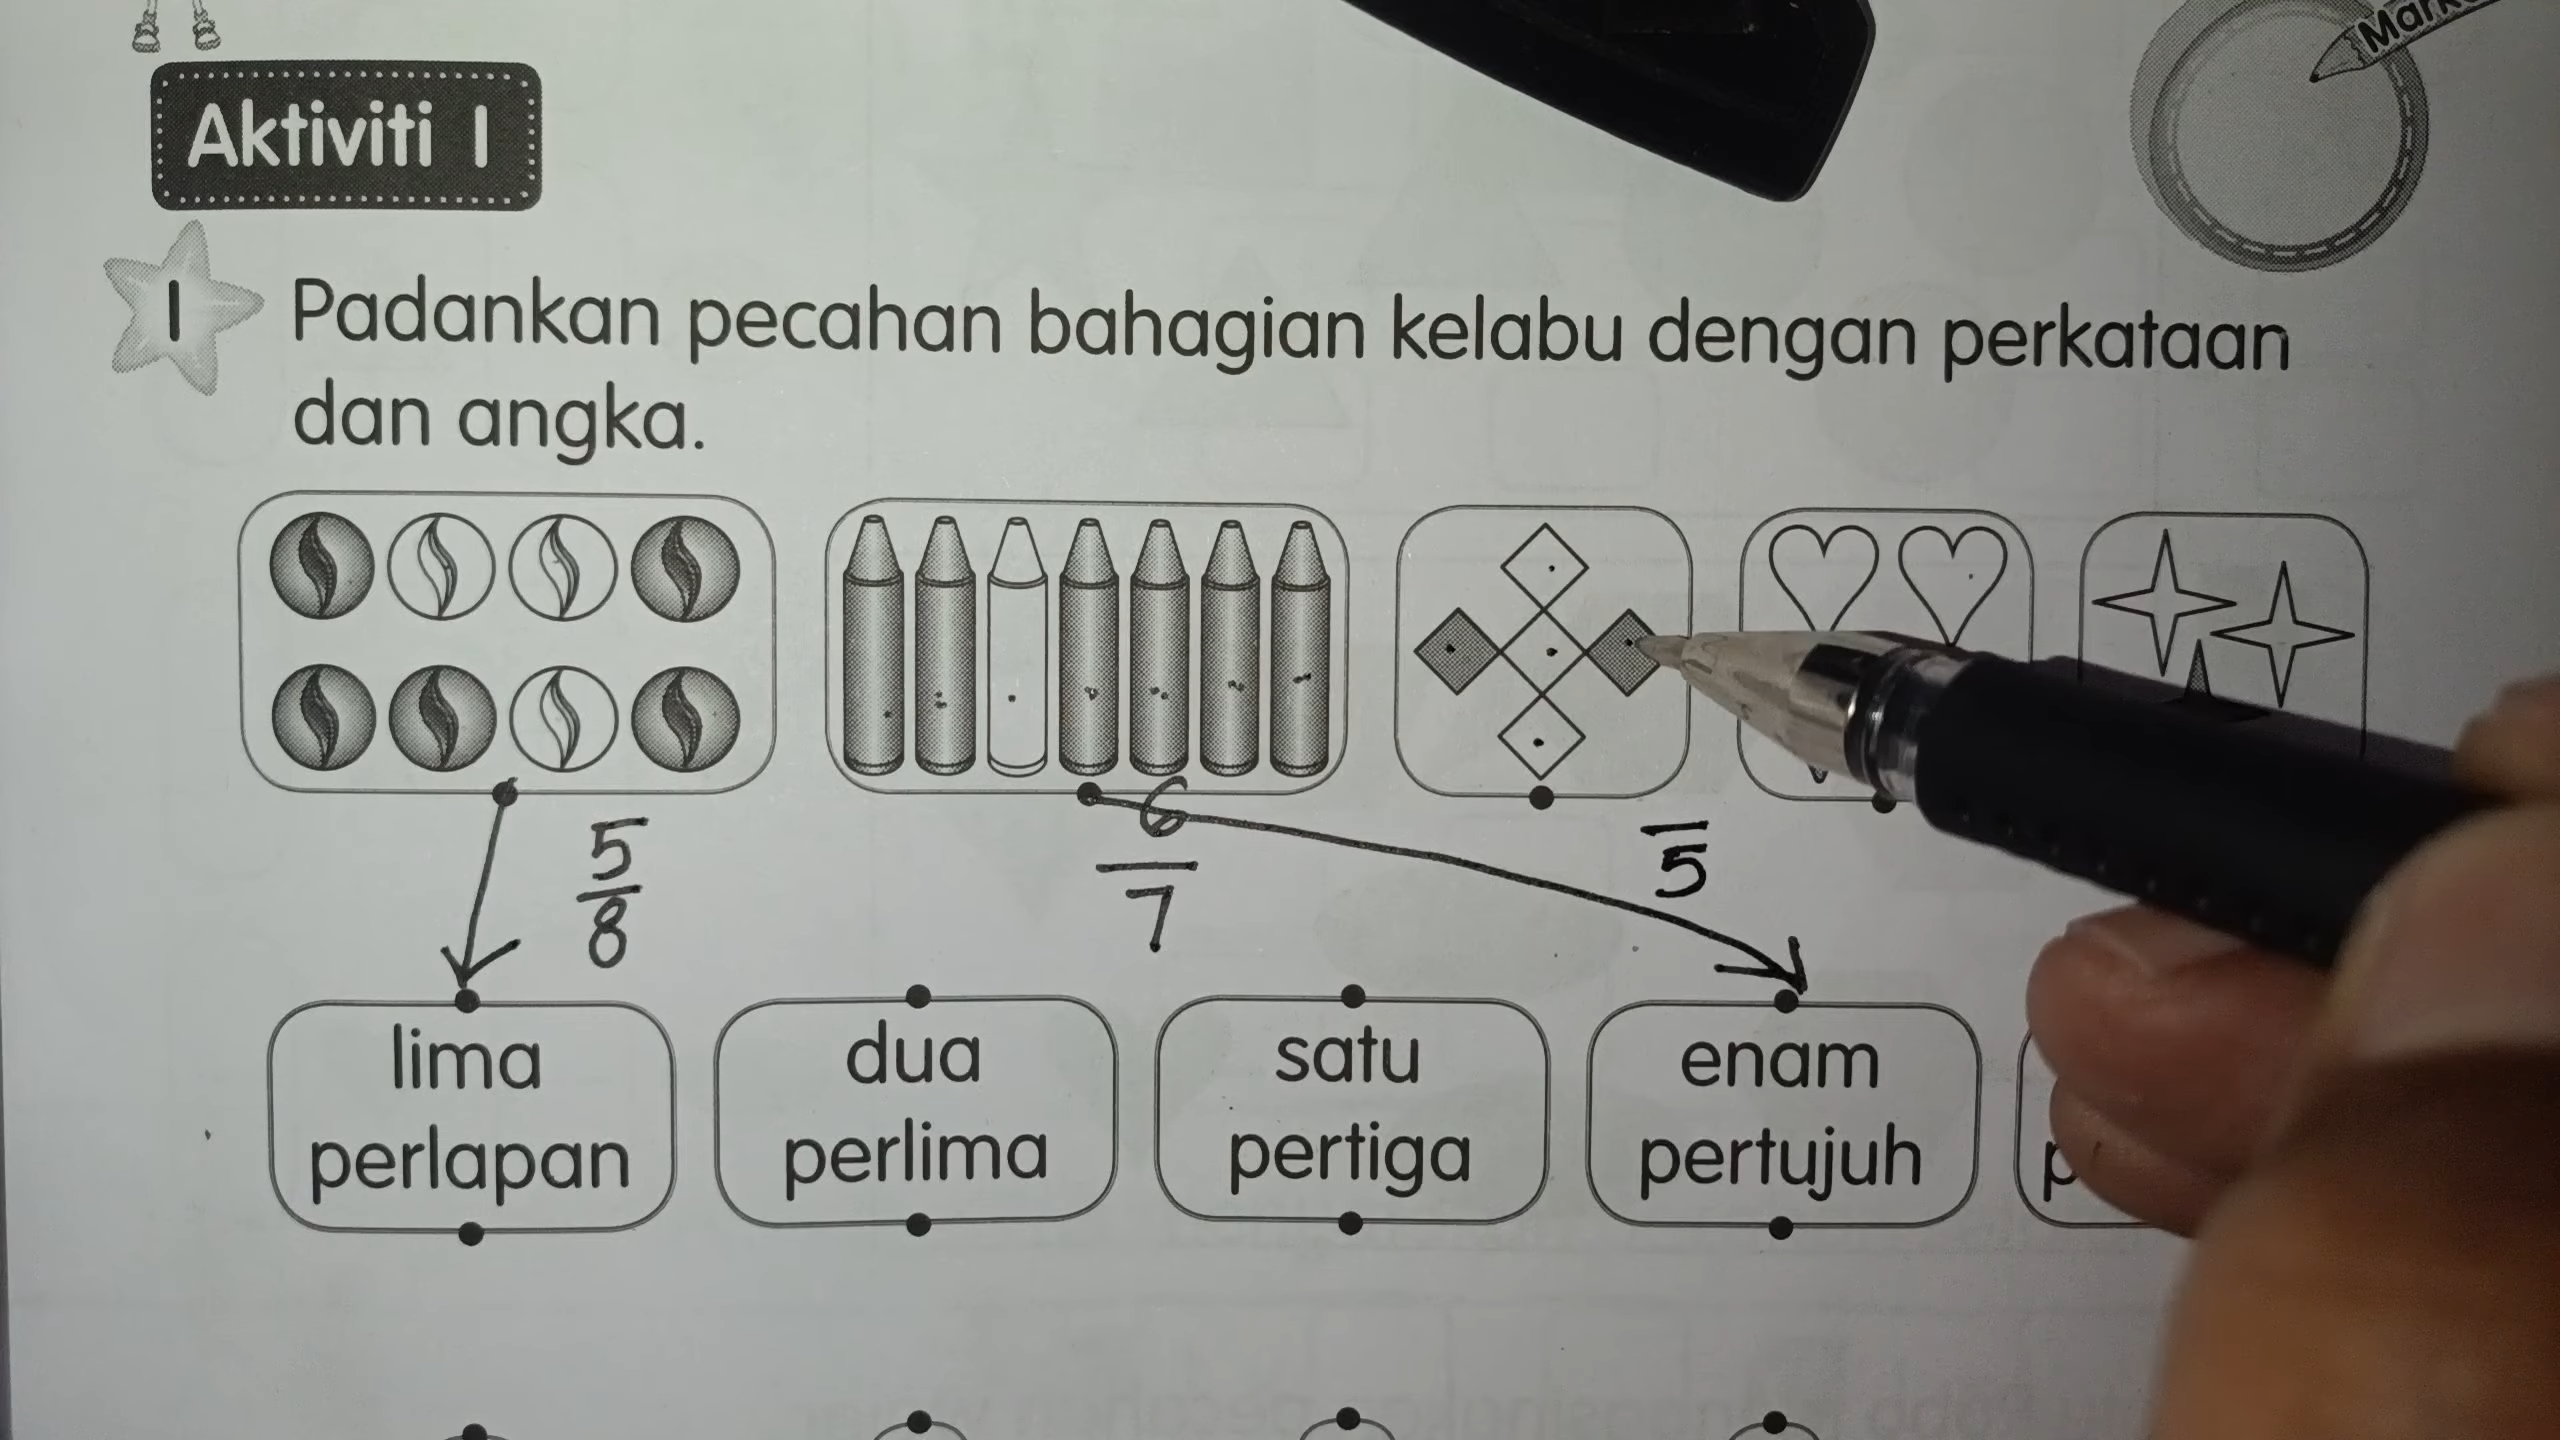 Aktiviti 1
1 Padankan pecahan bahagian kelabu dengan perkataan
dan angka.
5
8
6
7
5
lima
perlapan
dua
perlima
satu
pertiga
enam
pertujuh